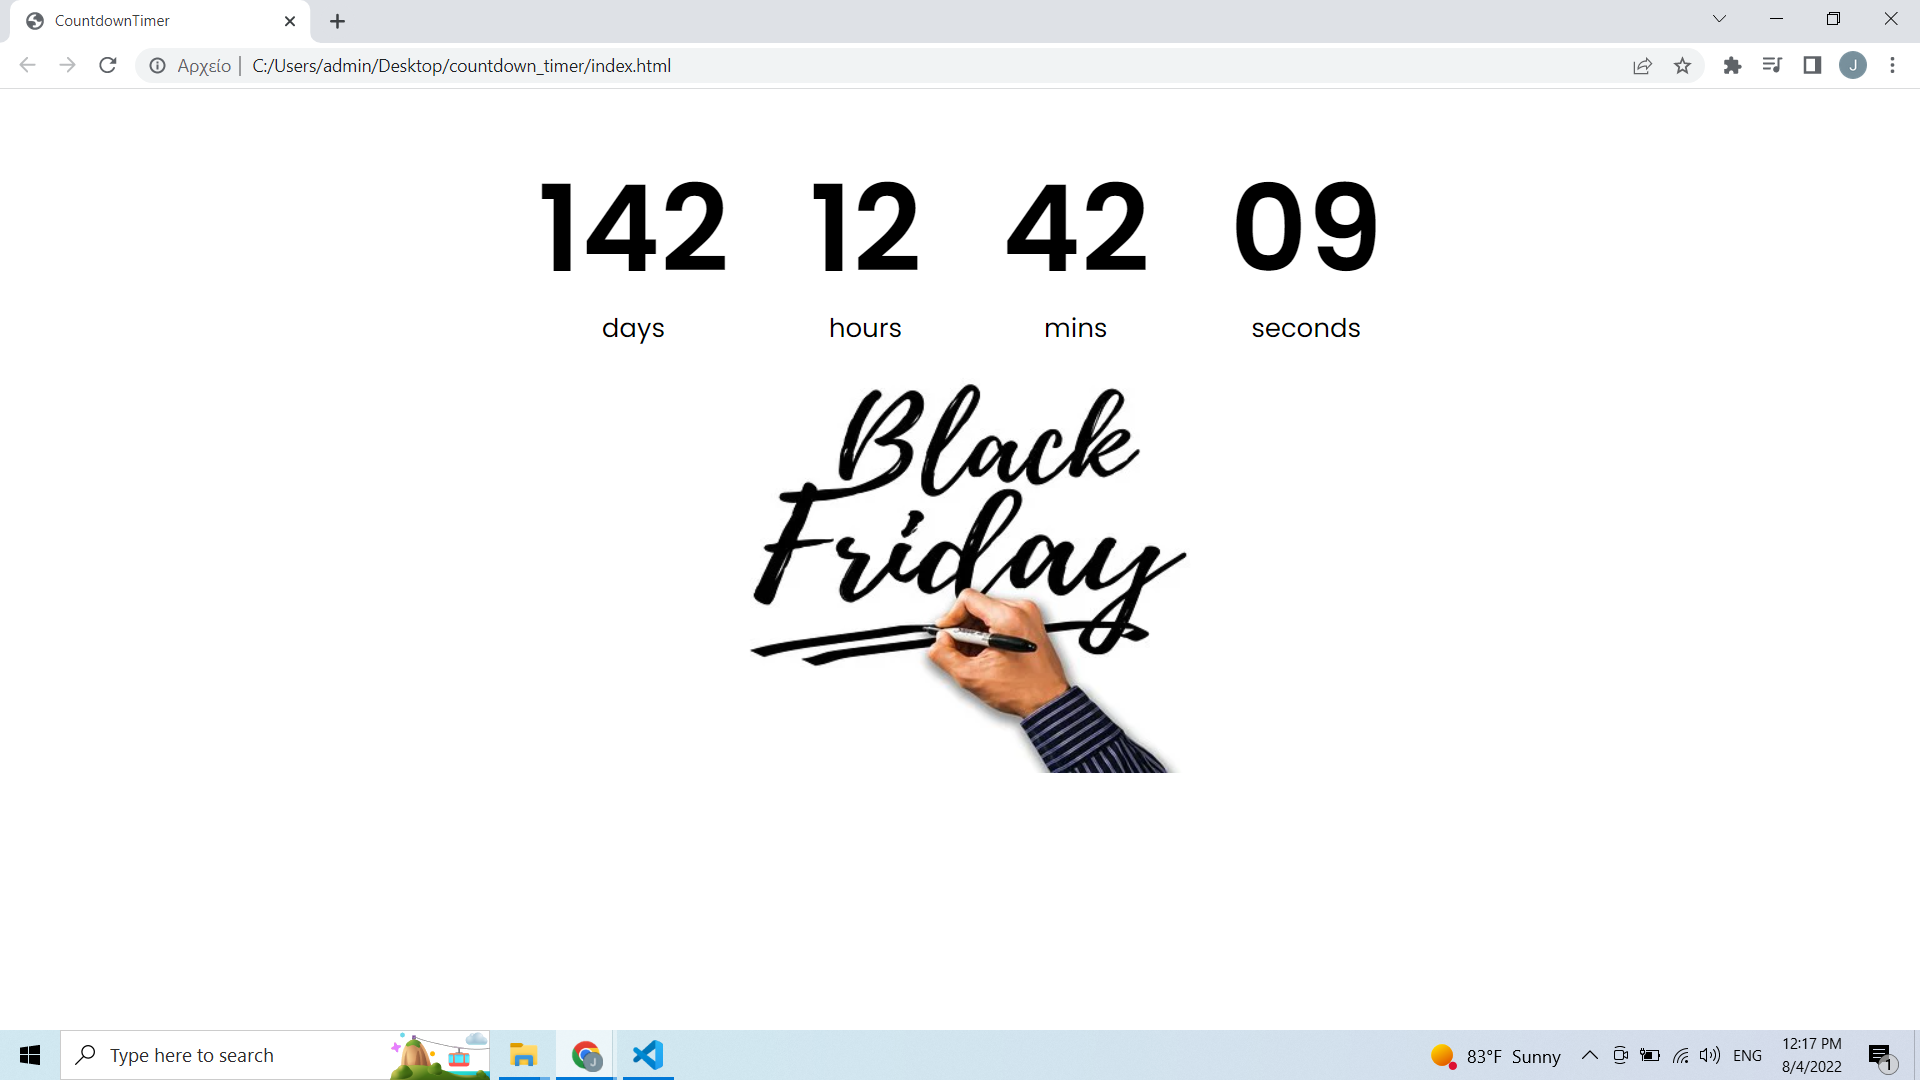 CountdownTimer
Αρχείο | C:/Users/admin/Desktop/countdown_timer/index.html
J
142 12 42 09
days hours mins seconds
Black
Friday
Type here to search
J
83°F Sunny
ENG
12:17 PM
8/4/2022
1